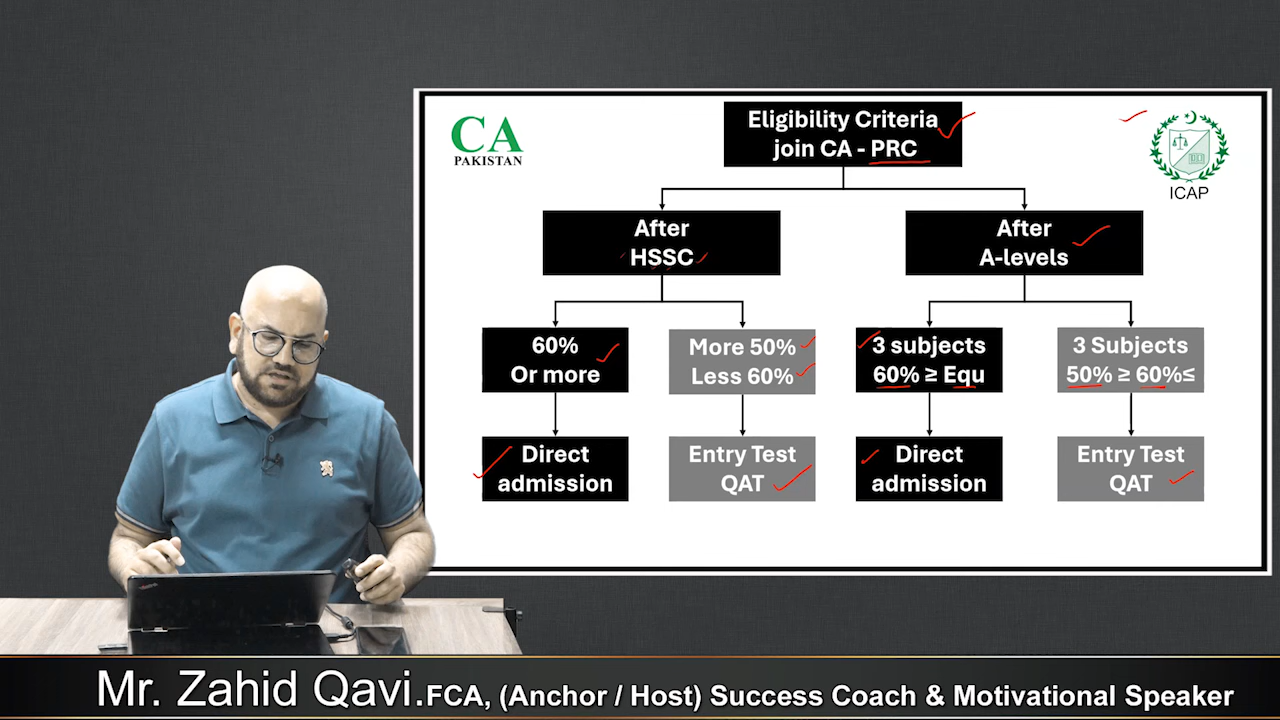 CA
PAKISTAN
Eligibility Criteria
join CA - PRC
ICAP
After
HSSC
After
A-levels
60%
Or more
More 50%
Less 60%
3 subjects
60% ≥ Equ
3 Subjects
50% ≥ 60%≤
Direct
admission
Entry Test
QAT
Direct
admission
Entry Test
QAT
Mr. Zahid Qavi.FCA, (Anchor / Host) Success Coach & Motivational Speaker